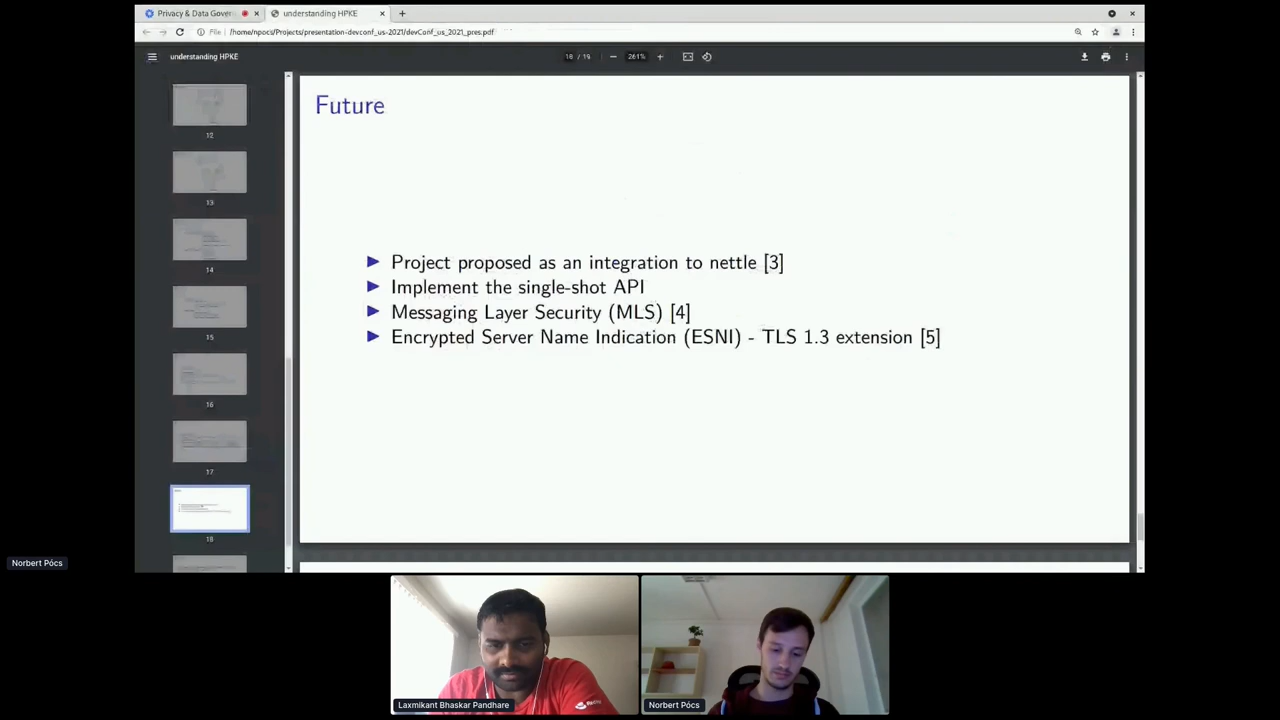 Privacy & Data Gover
understanding HPKE
File
/home/npocs/Projects/presentation-devconf_us-2021/devConf_us_2021_pres.pdf
understanding HPKE
18 / 19
261%
12
13
14
15
16
17
18
Future
Project proposed as an integration to nettle [3]
Implement the single-shot API
Messaging Layer Security (MLS) [4]
Encrypted Server Name Indication (ESNI) - TLS 1.3 extension [5]
Norbert Pócs
Laxmikant Bhaskar Pandhare
Norbert Pócs